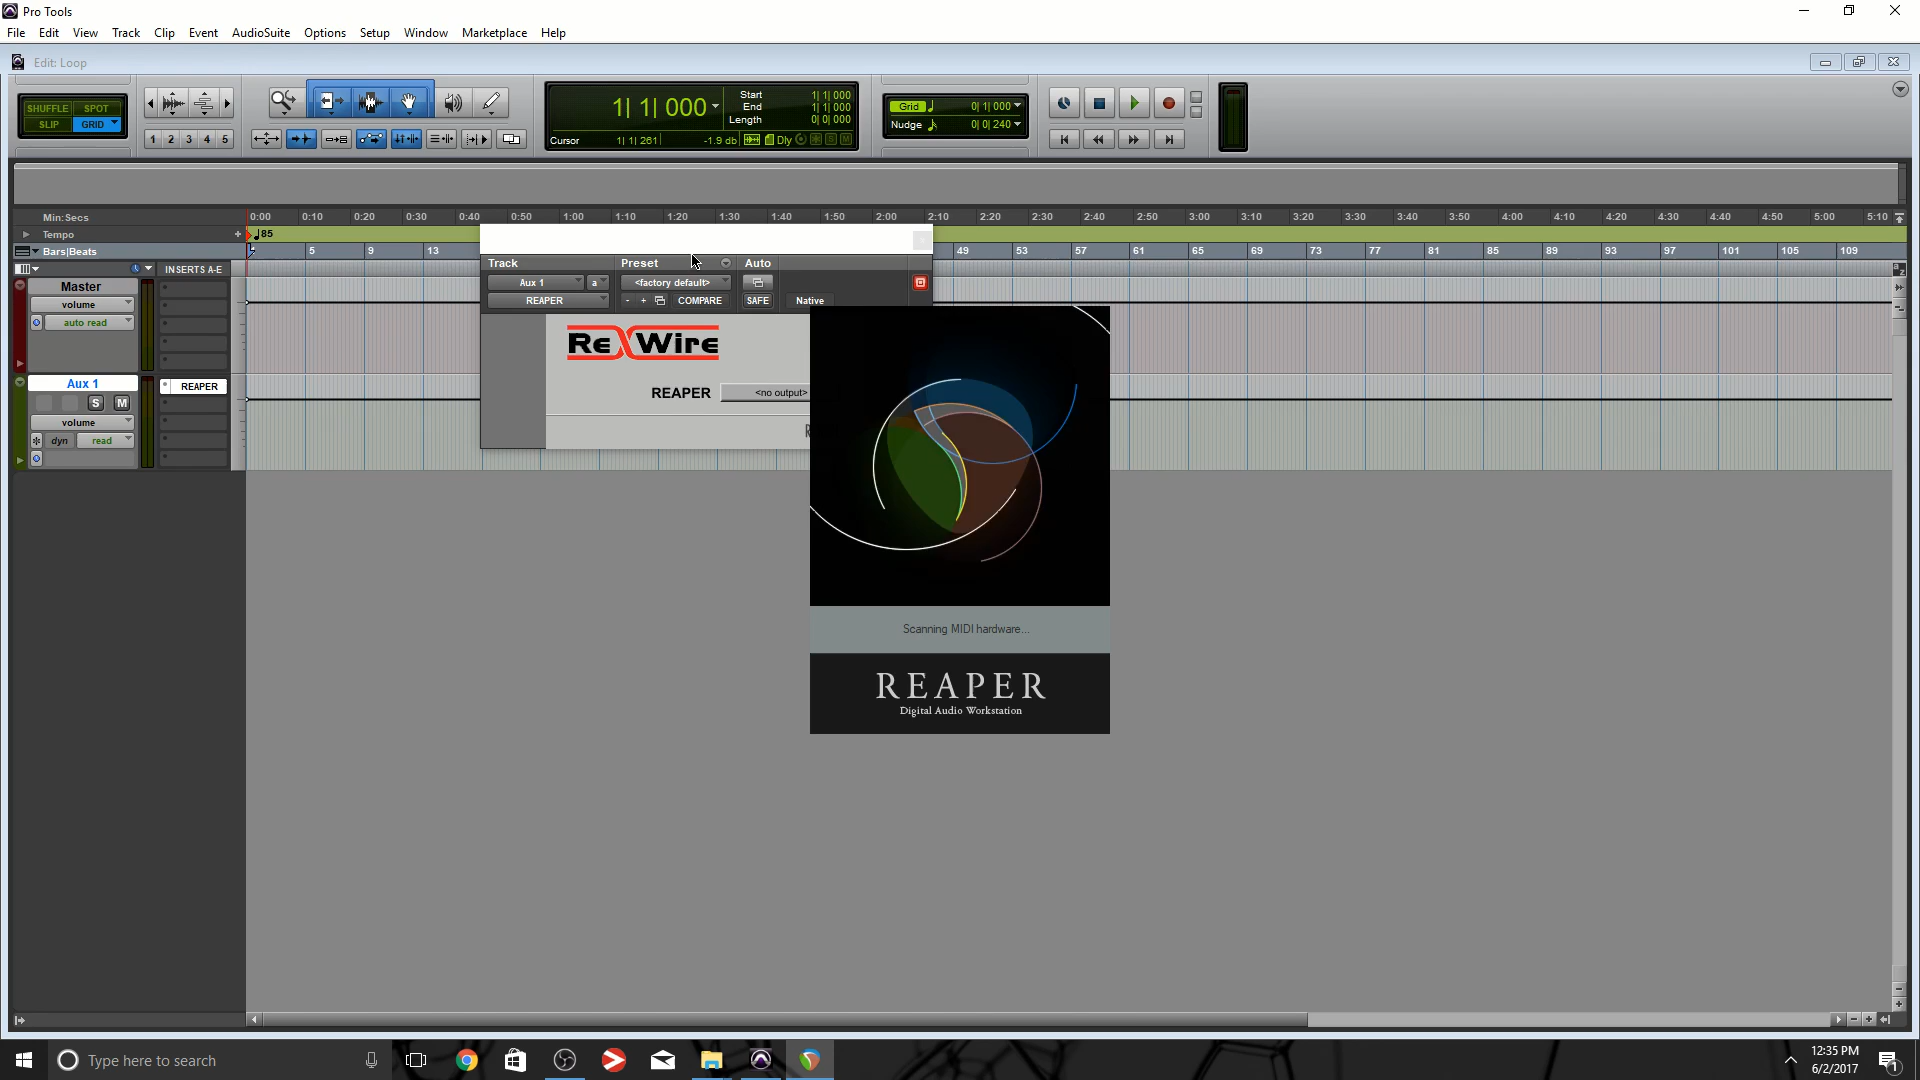 Pro Tools
File Edit View Track Clip Event AudioSuite Options Setup Window Marketplace Help
Edit: Loop
SHUFFLE SPOT
SLIP GRID
1 2 3 4 5
1| 1| 000
Start 1| 1| 000
End 1| 1| 000
Length 0| 0| 000
Cursor 1| 1| 261 -1.9 db Dly S M
Grid 0| 1| 000
Nudge 0| 0| 240
Min:Secs 0:00 0:10 0:20 0:30 0:40 0:50 1:00 1:10 1:20 1:30 1:40 1:50 2:00 2:10 2:20 2:30 2:40 2:50 3:00 3:10 3:20 3:30 3:40 3:50 4:00 4:10 4:20 4:30 4:40 4:50 5:00 5:10
Tempo + 85
Bars|Beats 5 9 13 49 53 57 61 65 69 73 77 81 85 89 93 97 101 105 109
INSERTS A-E
Master
volume
auto read
Aux 1
S M
volume
dyn read
REAPER
Track Preset Auto
Aux 1 a <factory default>
REAPER - + COMPARE SAFE Native
ReWire
REAPER <no output>
Scanning MIDI hardware...
REAPER
Digital Audio Workstation
Type here to search
12:35 PM
6/2/2017
1